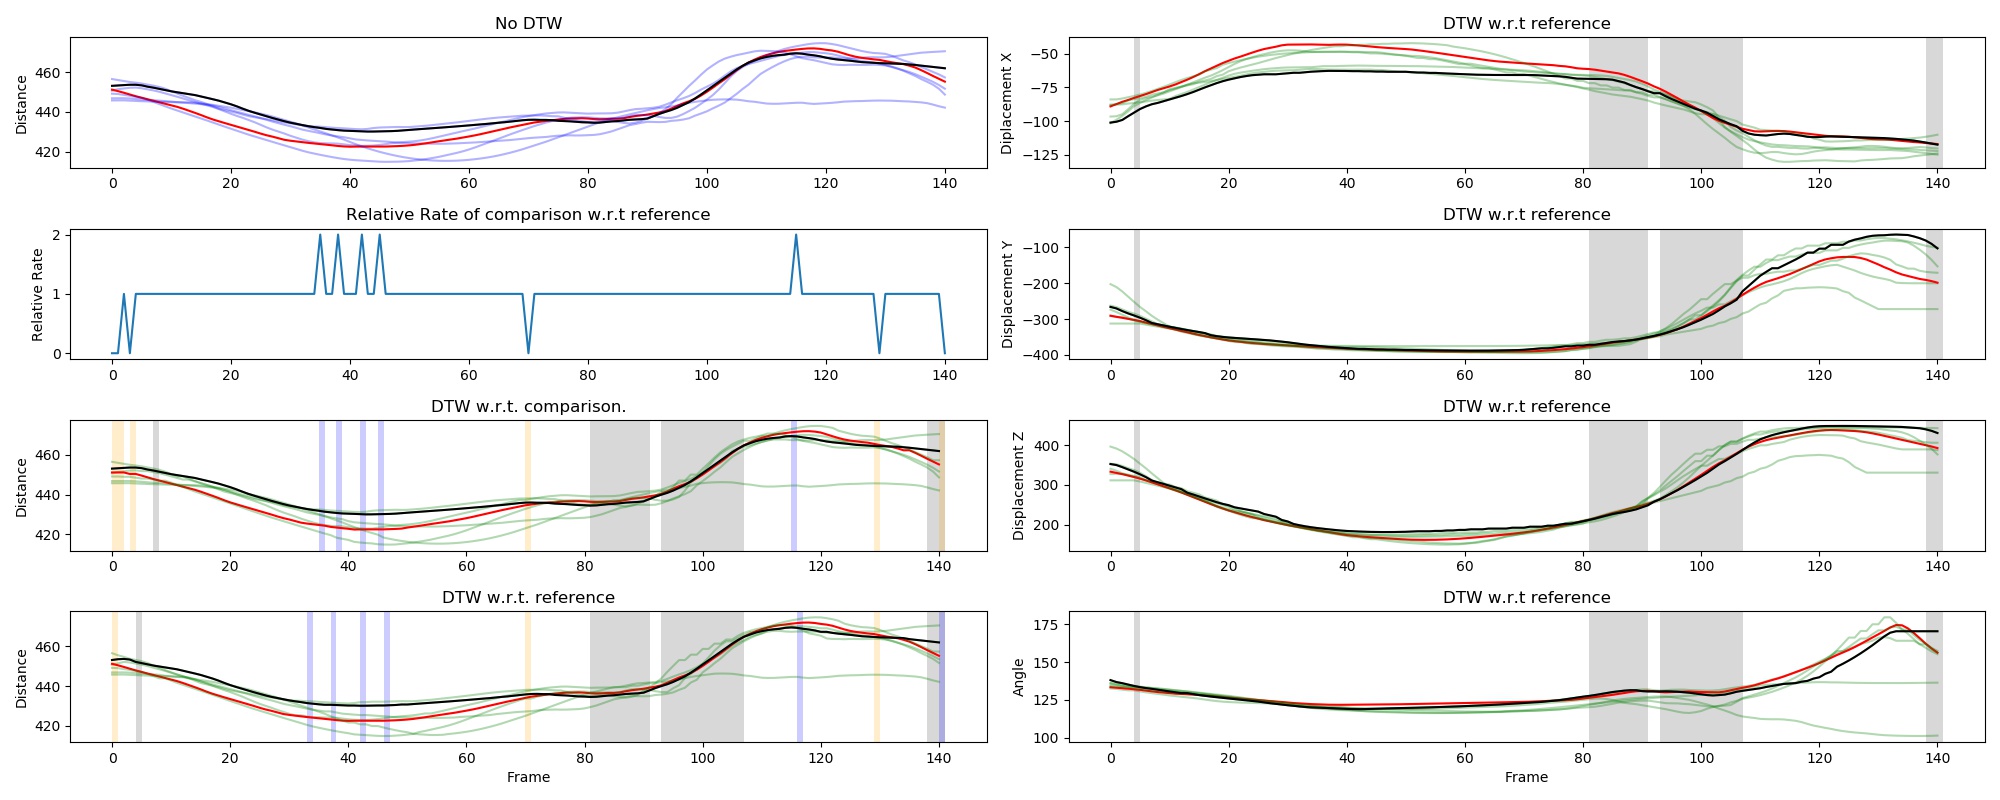 No DTW
Distance
460
440
420
0 20 40 60 80 100 120 140
Relative Rate of comparison w.r.t reference
Relative Rate
2
1
0
0 20 40 60 80 100 120 140
DTW w.r.t. comparison.
Distance
460
440
420
0 20 40 60 80 100 120 140
DTW w.r.t. reference
Distance
460
440
420
0 20 40 60 80 100 120 140
Frame
DTW w.r.t reference
Diplacement X
−50
−75
−100
−125
0 20 40 60 80 100 120 140
DTW w.r.t reference
Displacement Y
−100
−200
−300
−400
0 20 40 60 80 100 120 140
DTW w.r.t reference
Displacement Z
400
300
200
0 20 40 60 80 100 120 140
DTW w.r.t reference
Angle
175
150
125
100
0 20 40 60 80 100 120 140
Frame